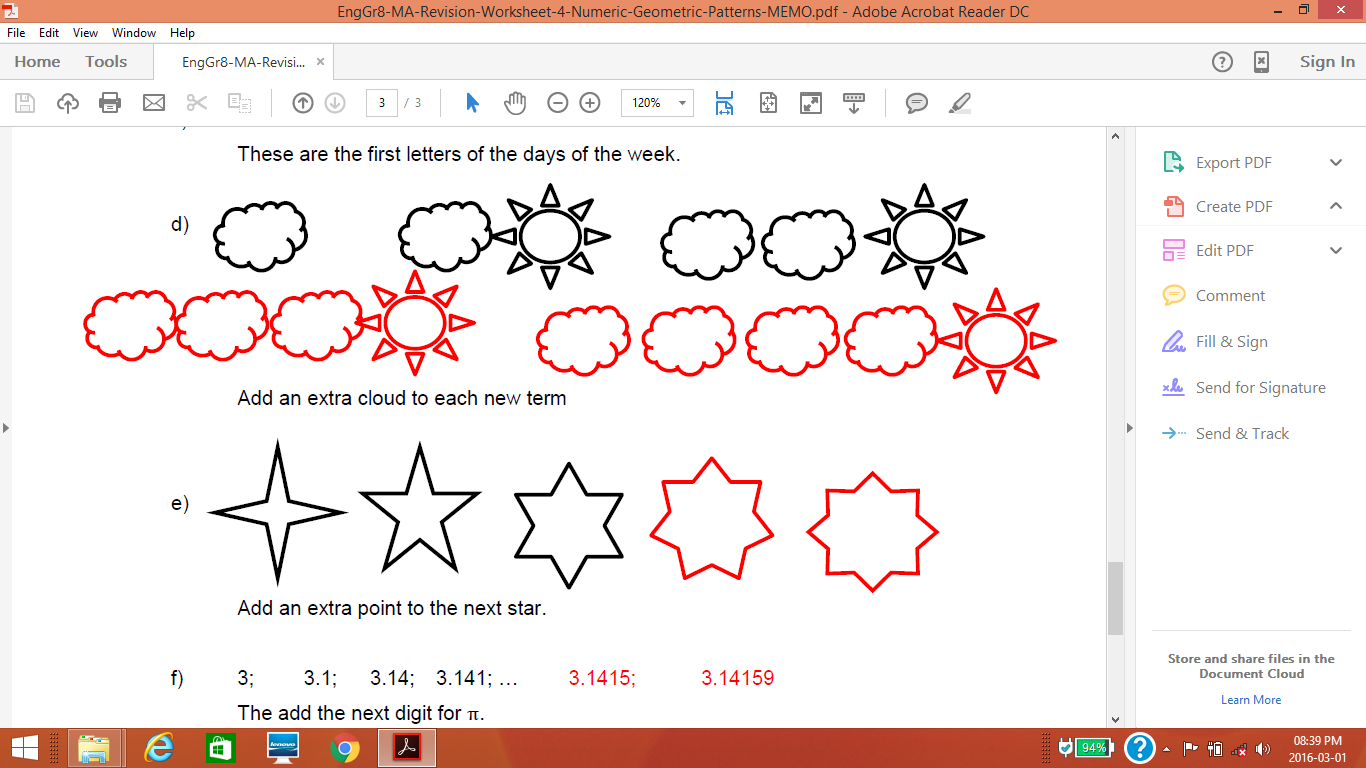 EngGr8-MA-Revision-Worksheet-4-Numeric-Geometric-Patterns-MEMO.pdf - Adobe Acrobat Reader DC
File Edit View Window Help
Home Tools EngGr8-MA-Revisi... × Sign In
3 / 3 120%
These are the first letters of the days of the week.
d)
Add an extra cloud to each new term
e)
Add an extra point to the next star.
f) 3; 3.1; 3.14; 3.141; … 3.1415; 3.14159
The add the next digit for π.
Export PDF
Create PDF
Edit PDF
Comment
Fill & Sign
Send for Signature
Send & Track
Store and share files in the
Document Cloud
Learn More
lenovo
94%
08:39 PM
2016-03-01